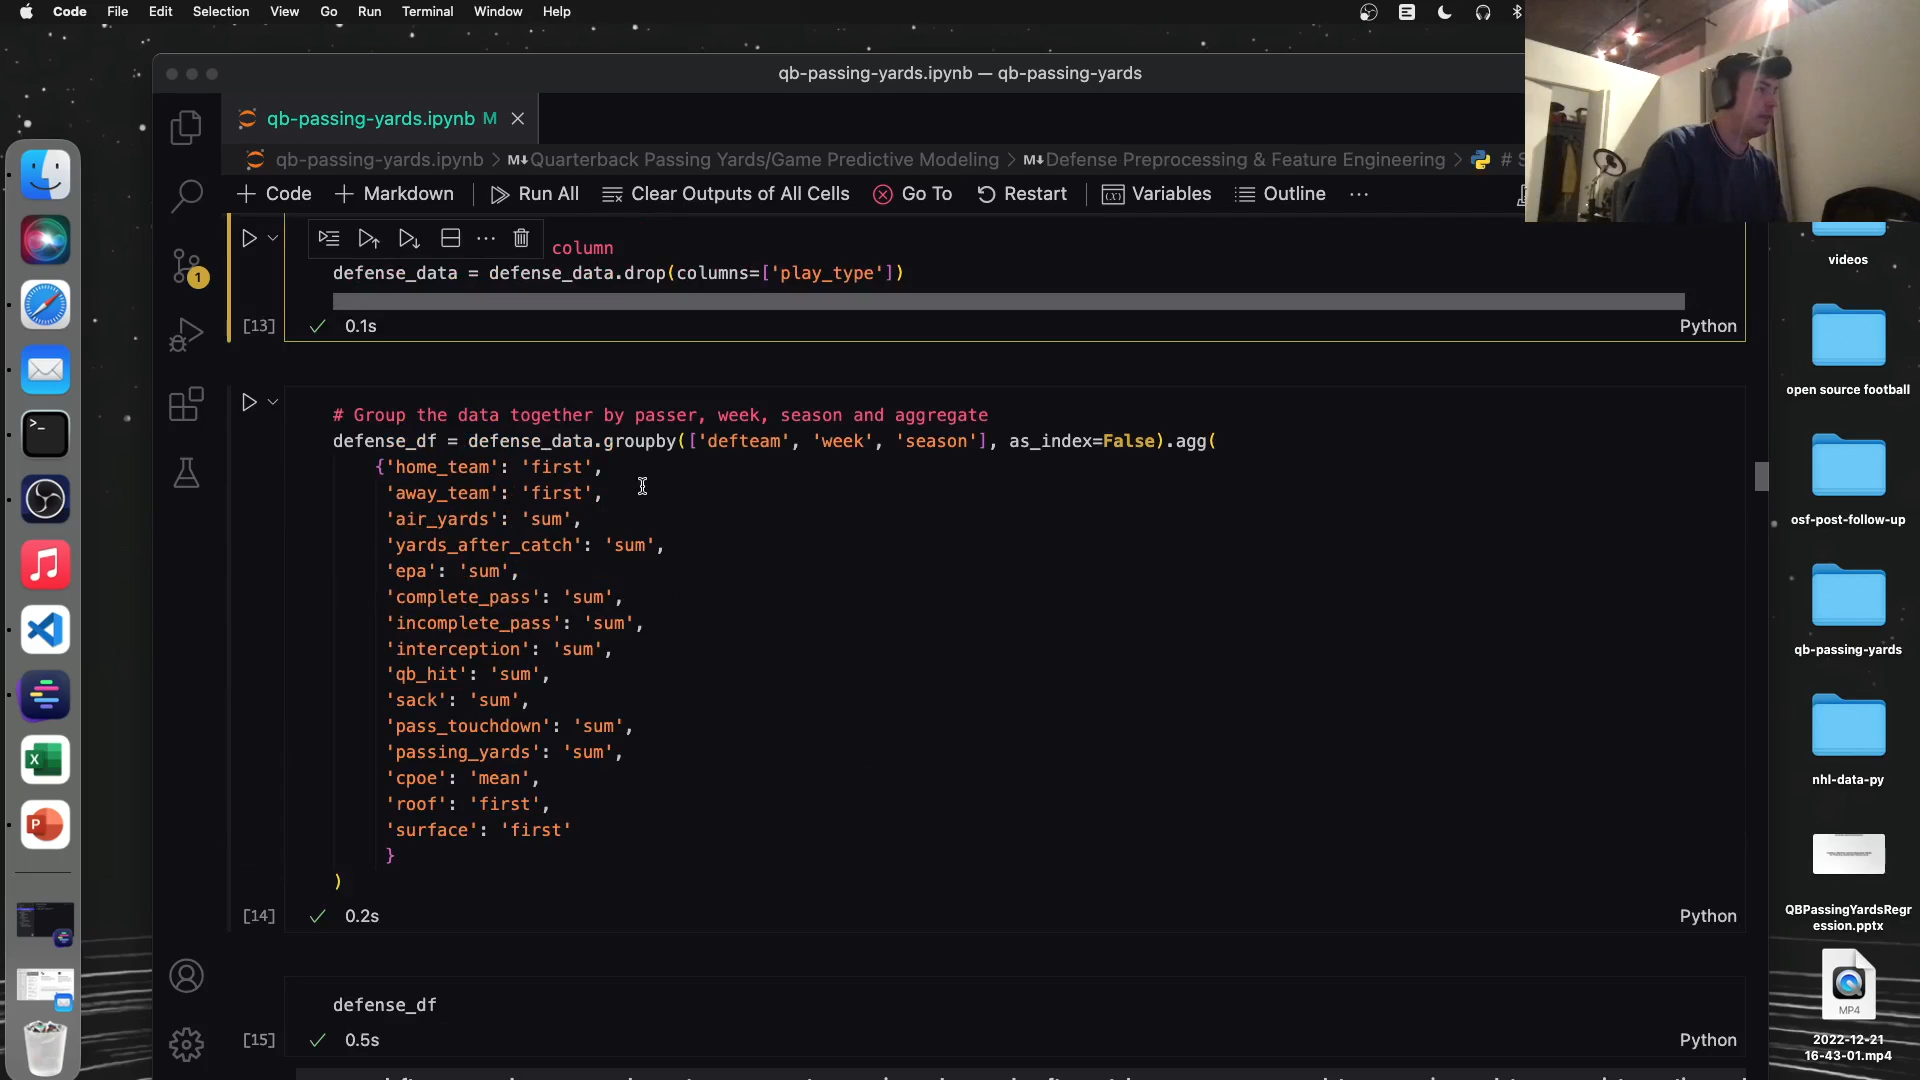 Code File Edit Selection View Go Run Terminal Window Help
qb-passing-yards.ipynb — qb-passing-yards
qb-passing-yards.ipynb M
qb-passing-yards.ipynb > M↓Quarterback Passing Yards/Game Predictive Modeling > M↓Defense Preprocessing & Feature Engineering > # S
+ Code + Markdown Run All Clear Outputs of All Cells Go To Restart Variables Outline ...
column
defense_data = defense_data.drop(columns=['play_type'])
[13] 0.1s Python
# Group the data together by passer, week, season and aggregate
defense_df = defense_data.groupby(['defteam', 'week', 'season'], as_index=False).agg(
{'home_team': 'first',
'away_team': 'first',
'air_yards': 'sum',
'yards_after_catch': 'sum',
'epa': 'sum',
'complete_pass': 'sum',
'incomplete_pass': 'sum',
'interception': 'sum',
'qb_hit': 'sum',
'sack': 'sum',
'pass_touchdown': 'sum',
'passing_yards': 'sum',
'cpoe': 'mean',
'roof': 'first',
'surface': 'first'
}
)
[14] 0.2s Python
defense_df
[15] 0.5s Python
1
videos
open source football
osf-post-follow-up
qb-passing-yards
nhl-data-py
QBPassingYardsRegr
ession.pptx
MP4
2022-12-21
16-43-01.mp4